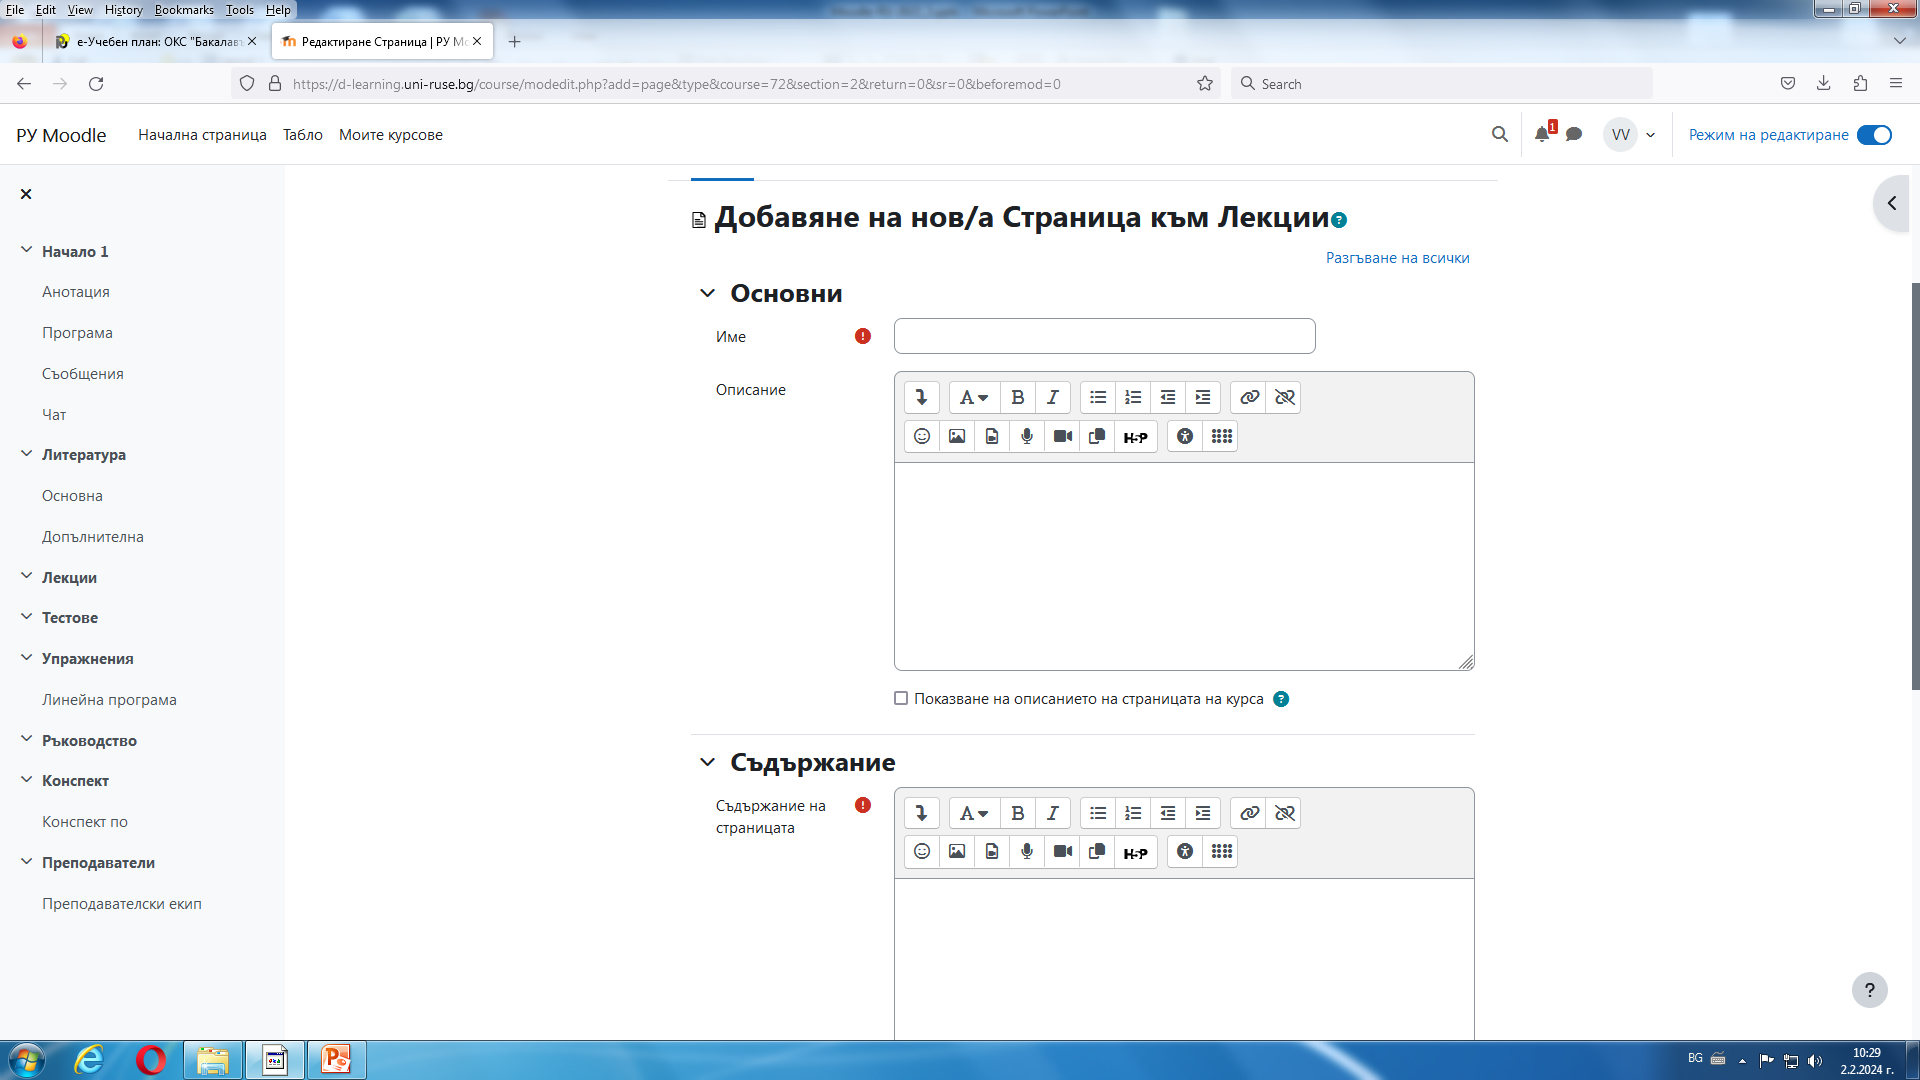 File Edit View History Bookmarks Tools Help
е-Учебен план: ОКС "Бакалавъ
Редактиране Страница | РУ Мо
https://d-learning.uni-ruse.bg/course/modedit.php?add=page&type&course=72&section=2&return=0&sr=0&beforemod=0
Search
РУ Moodle
Начална страница Табло Моите курсове
1
VV
Режим на редактиране
Начало 1
Анотация
Програма
Съобщения
Чат
Литература
Основна
Допълнителна
Лекции
Тестове
Упражнения
Линейна програма
Ръководство
Конспект
Конспект по
Преподаватели
Преподавателски екип
Добавяне на нов/а Страница към Лекции
Разгъване на всички
Основни
Име
Описание
A B I
H5P
Показване на описанието на страницата на курса
Съдържание
Съдържание на
страницата
A B I
H5P
?
BG
10:29
2.2.2024 г.